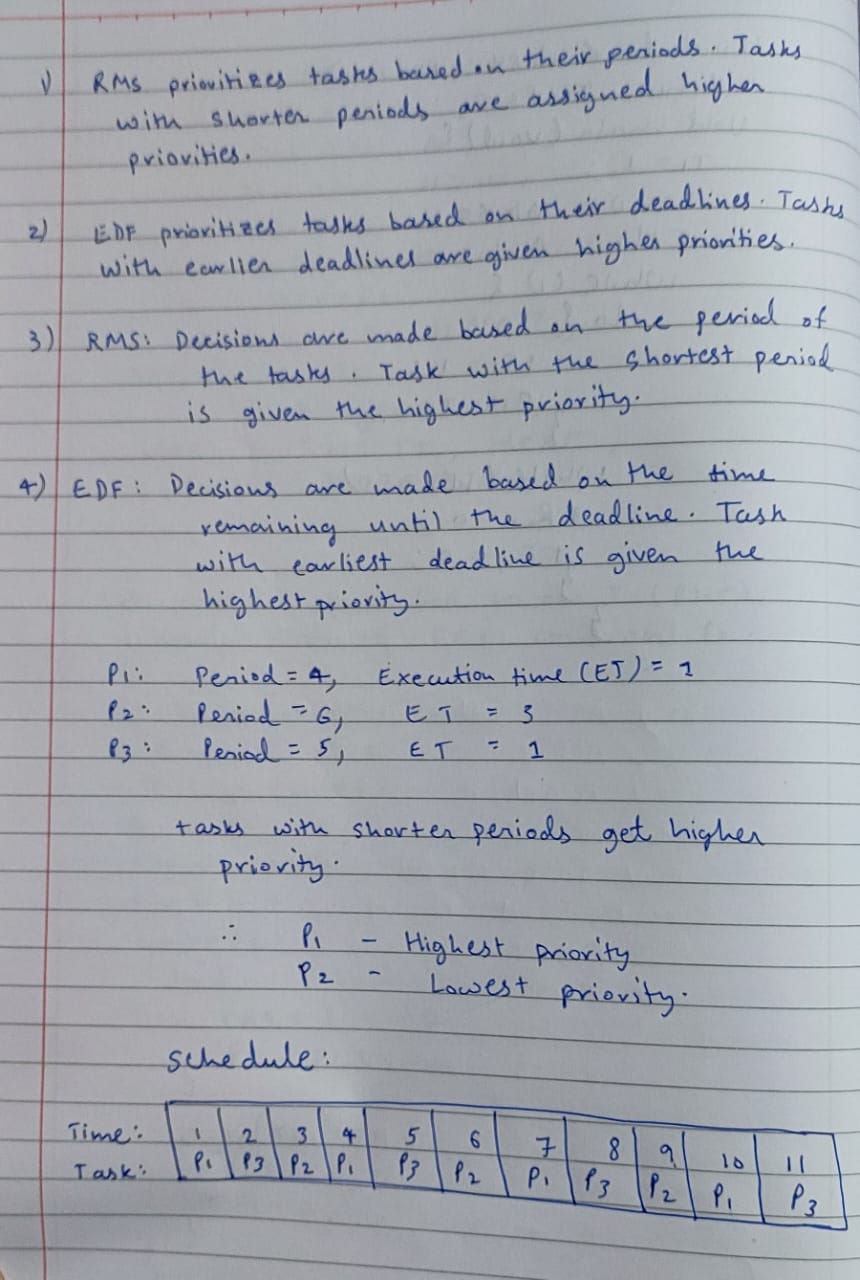 1) RMS prioritizes tasks based on their periods. Tasks
with shorter periods are assigned higher
priorities.
2) EDF prioritizes tasks based on their deadlines. Tasks
with earlier deadlines are given higher priorities.
3) RMS: Decisions are made based on the period of
the tasks. Task with the shortest period
is given the highest priority.
4) EDF: Decisions are made based on the time
remaining until the deadline. Task
with earliest deadline is given the
highest priority.
P1: Period = 4, Execution time (ET) = 1
P2: Period = 6, ET = 3
P3: Period = 5, ET = 1
tasks with shorter periods get higher
priority.
∴ P1 - Highest priority
P2 - Lowest priority.
schedule:
Time: 1 2 3 4 5 6 7 8 9 10 11
Task: P1 P3 P2 P1 P3 P2 P1 P3 P2 P1 P3